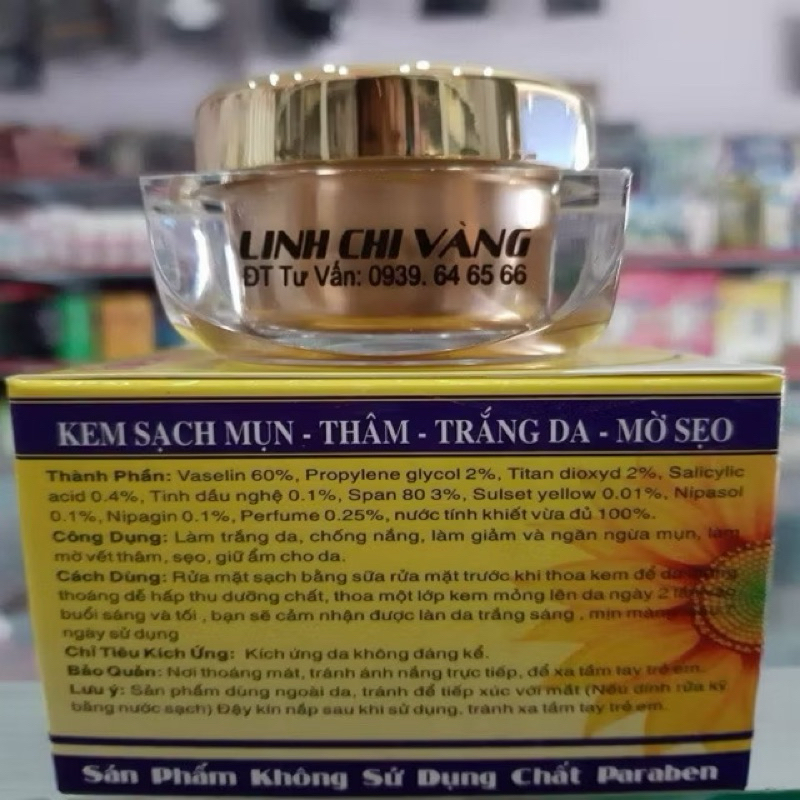 LINH CHI VÀNG
ĐT Tư Vấn: 0939. 64 65 66
KEM SẠCH MỤN - THÂM - TRẮNG DA - MỜ SẸO
Thành Phần: Vaselin 60%, Propylene glycol 2%, Titan dioxyd 2%, Salicylic
acid 0.4%, Tinh dầu nghệ 0.1%, Span 80 3%, Sulset yellow 0.01%, Nipasol
0.1%, Nipagin 0.1%, Perfume 0.25%, nước tính khiết vừa đủ 100%.
Công Dụng: Làm trắng da, chống nắng, làm giảm và ngăn ngừa mụn, làm
mờ vết thâm, sẹo, giữ ẩm cho da.
Cách Dùng: Rửa mặt sạch bằng sữa rửa mặt trước khi thoa kem để da
thoáng dễ hấp thu dưỡng chất, thoa một lớp kem mỏng lên da ngày 2 lần vào
buổi sáng và tối , bạn sẽ cảm nhận được làn da trắng sáng , mịn màng
ngày sử dụng
Chỉ Tiêu Kích Ứng: Kích ứng da không đáng kể.
Bảo Quản: Nơi thoáng mát, tránh ánh nắng trực tiếp, để xa tầm tay trẻ em.
Lưu ý: Sản phẩm dùng ngoài da, tránh để tiếp xúc với mắt (Nếu dính rửa kỹ
bằng nước sạch) Đậy kín nắp sau khi sử dụng, tránh xa tầm tay trẻ em.
Sản Phẩm Không Sử Dụng Chất Paraben